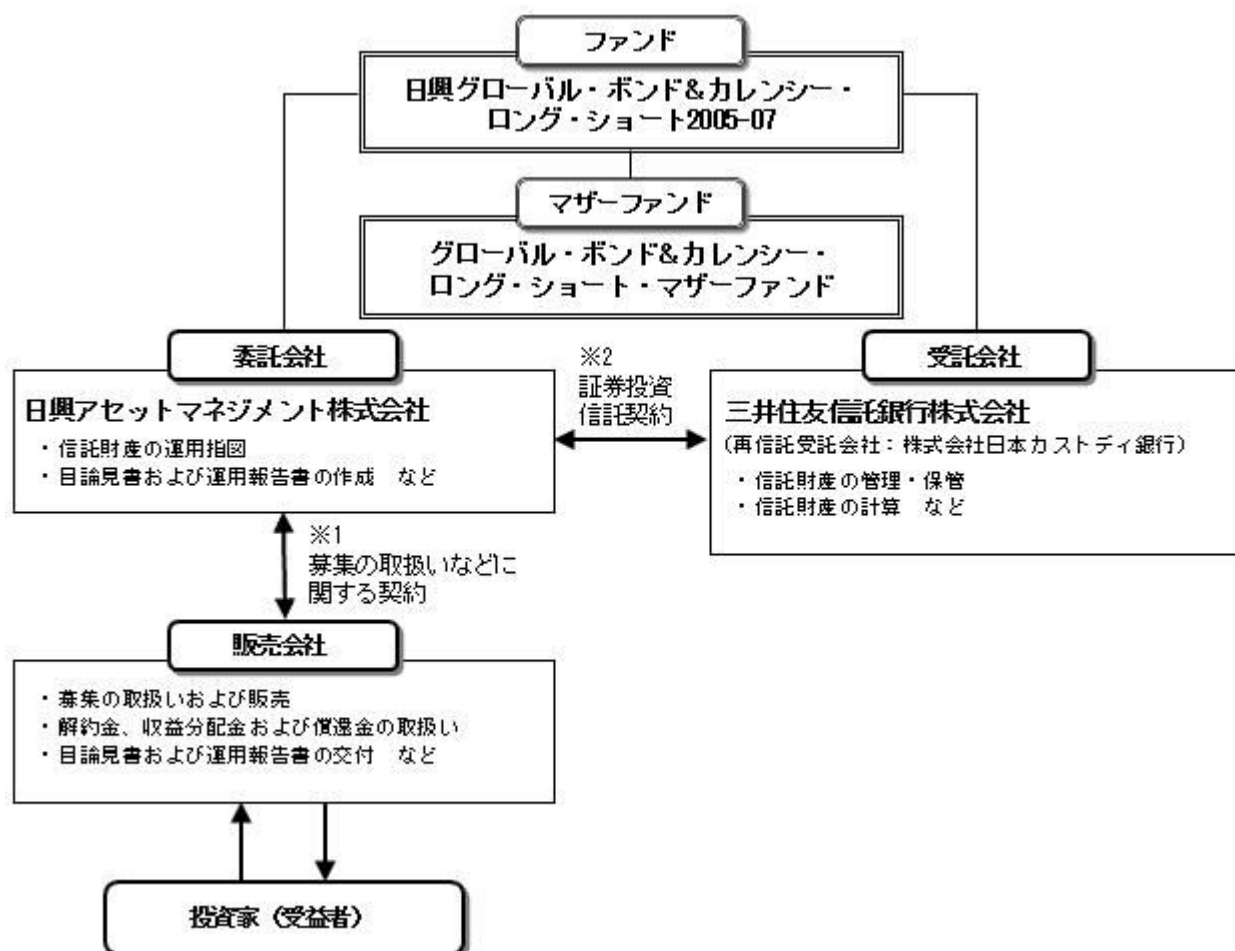 ファンド
日興グローバル・ボンド&カレンシー・
ロング・ショート2005-07
マザーファンド
グローバル・ボンド&カレンシー・
ロング・ショート・マザーファンド
委託会社
日興アセットマネジメント株式会社
・信託財産の運用指図
・目論見書および運用報告書の作成 など
※2
証券投資
信託契約
受託会社
三井住友信託銀行株式会社
(再信託受託会社:株式会社日本カストディ銀行)
・信託財産の管理・保管
・信託財産の計算 など
※1
募集の取扱いなどに
関する契約
販売会社
・募集の取扱いおよび販売
・解約金、収益分配金および償還金の取扱い
・目論見書および運用報告書の交付 など
投資家(受益者)